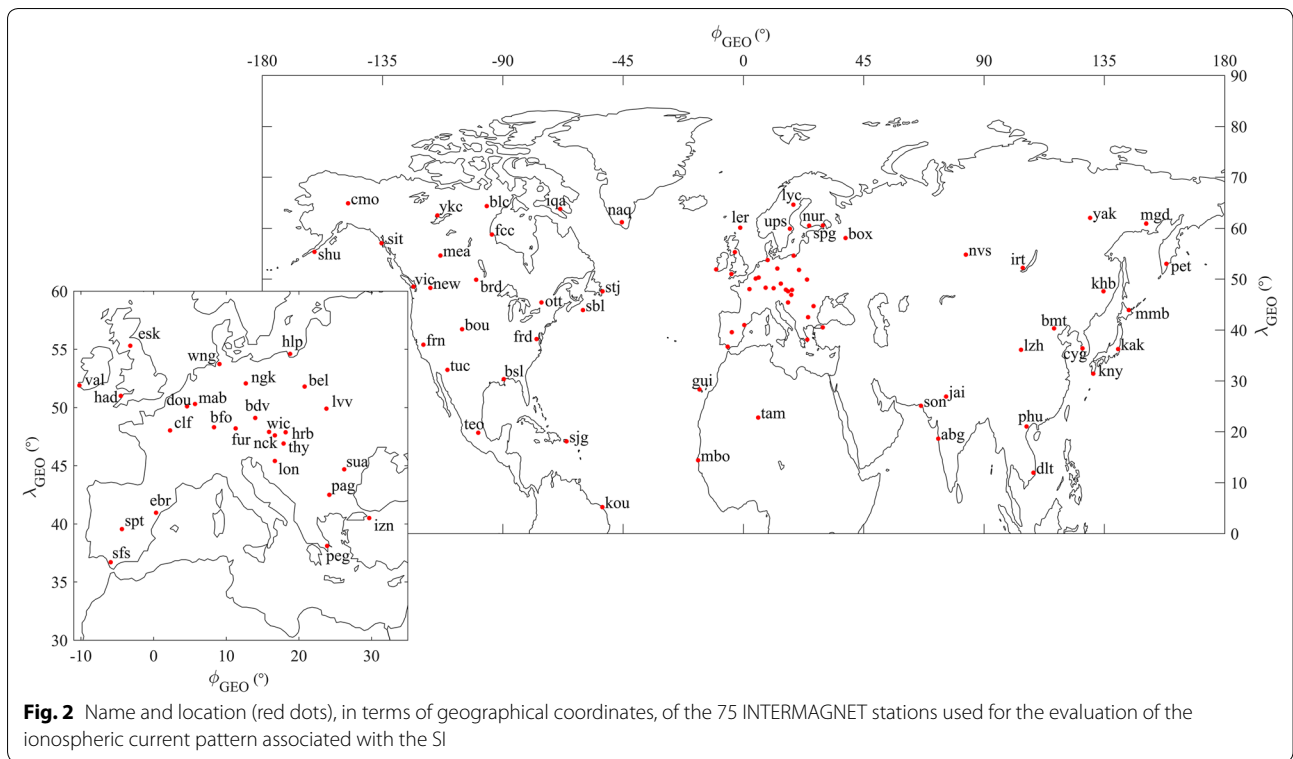 ϕGEO (°)
-180 -135 -90 -45 0 45 90 135 180
90
80
70
60
50
40
30
20
10
0
λGEO (°)
cmo
shu
sit
ykc
blc
iqa
naq
fcc
mea
vic new
brd
ott
stj
sbl
bou
frd
frn
tuc
bsl
teo
sjg
kou
lyc
ler
ups
nur
spg
box
gui
tam
mbo
nvs
irt
yak
mgd
pet
khb
mmb
bmt
lzh
cyg
kak
kny
son
jai
abg
phu
dlt
60
55
50
45
40
35
30
λGEO (°)
esk
hlp
wng
val
had
ngk
bel
dou mab
lvv
clf
bfo
bdv
fur
wic
hrb
nck
thy
lon
sua
pag
ebr
spt
izn
sfs
peg
-10 0 10 20 30
ϕGEO (°)
Fig. 2 Name and location (red dots), in terms of geographical coordinates, of the 75 INTERMAGNET stations used for the evaluation of the
ionospheric current pattern associated with the SI